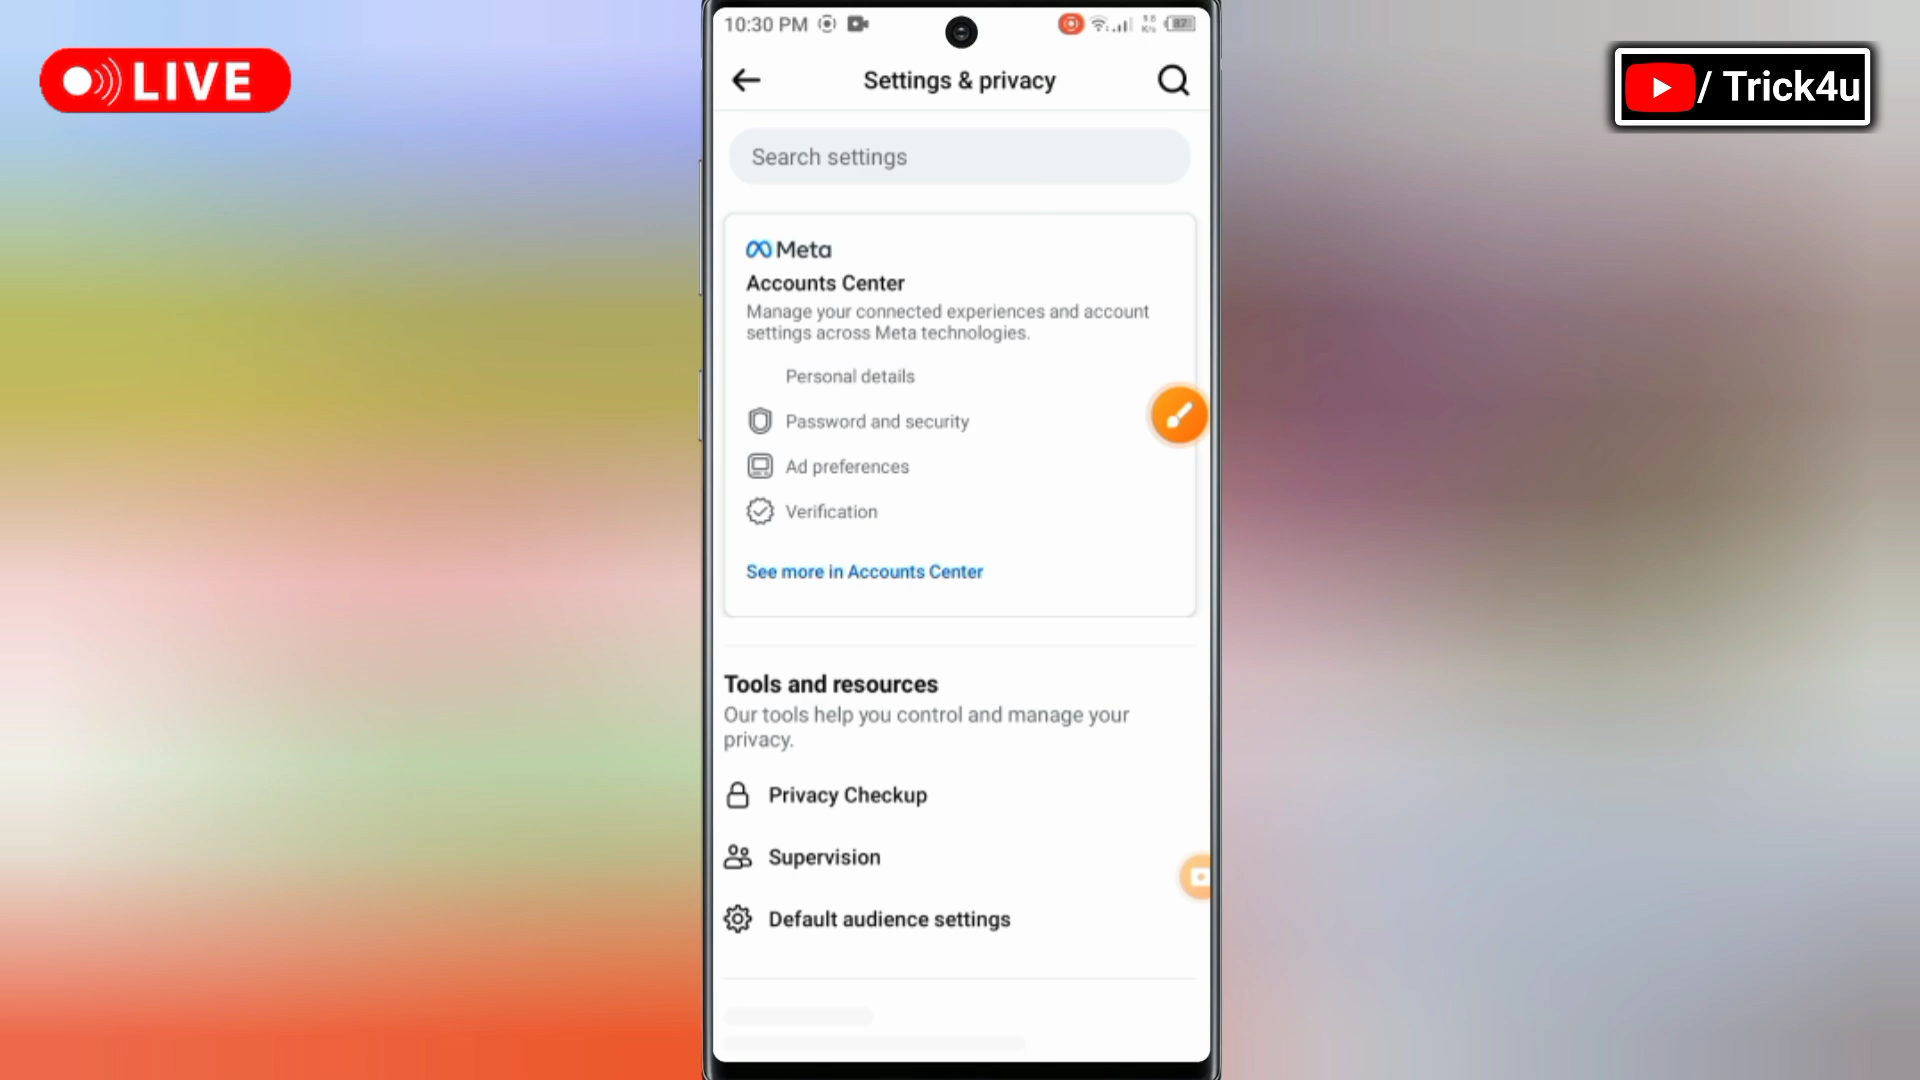 LIVE
/ Trick4u
10:30 PM
87
Settings & privacy
Search settings
Meta
Accounts Center
Manage your connected experiences and account
settings across Meta technologies.
Personal details
Password and security
Ad preferences
Verification
See more in Accounts Center
Tools and resources
Our tools help you control and manage your
privacy.
Privacy Checkup
Supervision
Default audience settings